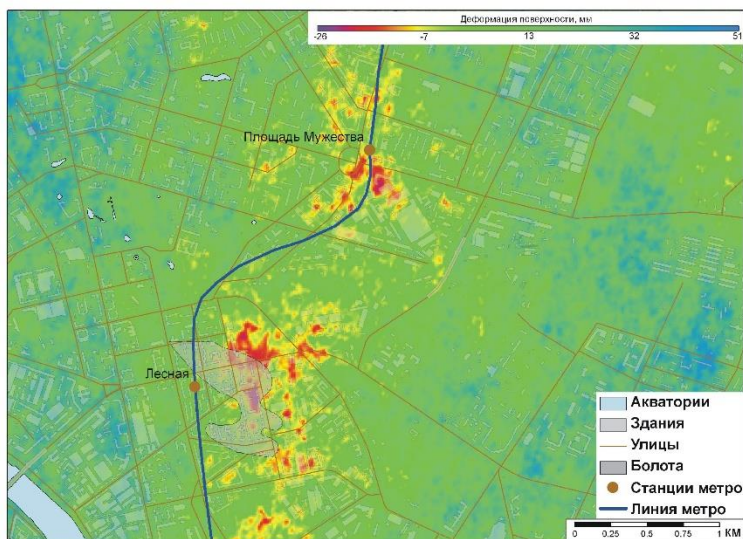 Деформация поверхности, мм
-26 -7 13 32 51
Площадь Мужества
Лесная
Акватории
Здания
Улицы
Болота
Станции метро
Линия метро
0 0.25 0.5 0.75 1 КМ